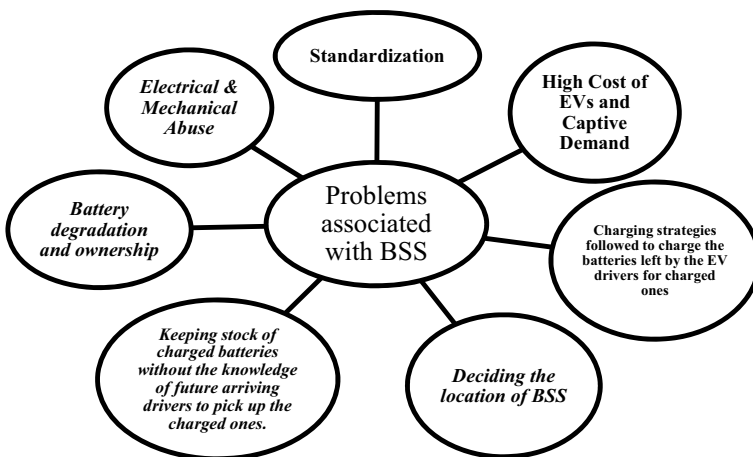 Standardization
High Cost of
EVs and
Captive
Demand
Charging strategies
followed to charge the
batteries left by the EV
drivers for charged
ones
Deciding the
location of BSS
Keeping stock of
charged batteries
without the knowledge
of future arriving
drivers to pick up the
charged ones.
Battery
degradation
and ownership
Electrical &
Mechanical
Abuse
Problems
associated
with BSS